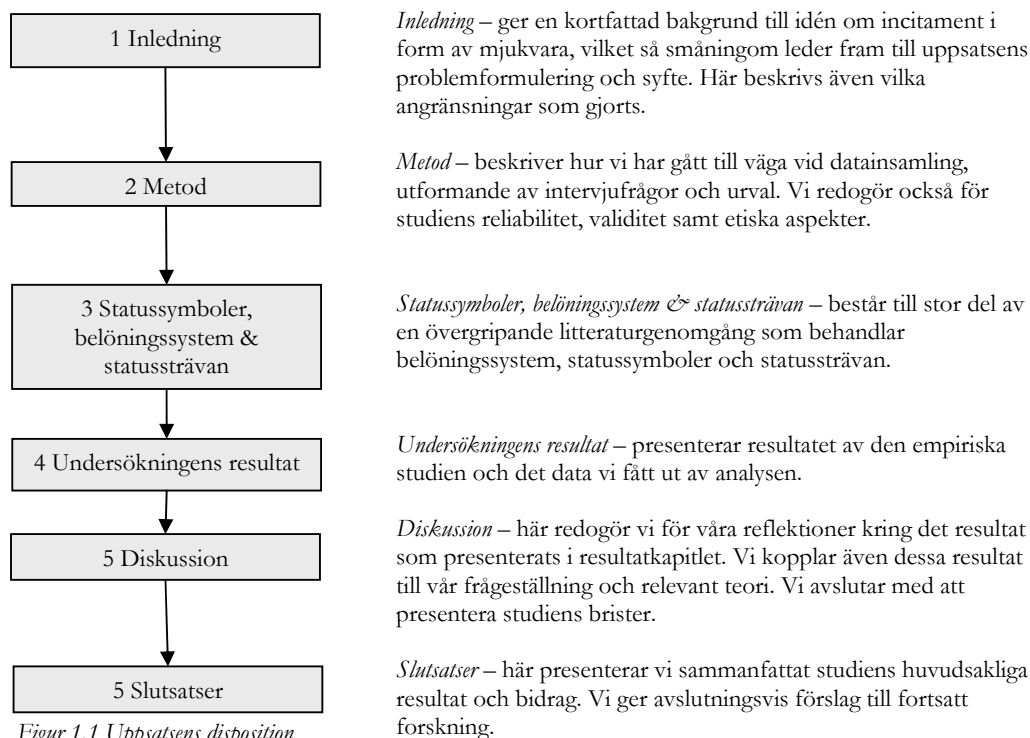 1 Inledning
Inledning – ger en kortfattad bakgrund till idén om incitament i
form av mjukvara, vilket så småningom leder fram till uppsatsens
problemformulering och syfte. Här beskrivs även vilka
angränsningar som gjorts.
2 Metod
Metod – beskriver hur vi har gått till väga vid datainsamling,
utformande av intervjufrågor och urval. Vi redogör också för
studiens reliabilitet, validitet samt etiska aspekter.
3 Statussymboler,
belöningssystem &
statussträvan
Statussymboler, belöningssystem & statussträvan – består till stor del av
en övergripande litteraturgenomgång som behandlar
belöningssystem, statussymboler och statussträvan.
4 Undersökningens resultat
Undersökningens resultat – presenterar resultatet av den empiriska
studien och det data vi fått ut av analysen.
5 Diskussion
Diskussion – här redogör vi för våra reflektioner kring det resultat
som presenterats i resultatkapitlet. Vi kopplar även dessa resultat
till vår frågeställning och relevant teori. Vi avslutar med att
presentera studiens brister.
5 Slutsatser
Slutsatser – här presenterar vi sammanfattat studiens huvudsakliga
resultat och bidrag. Vi ger avslutningsvis förslag till fortsatt
forskning.
Figur 1.1 Uppsatsens disposition